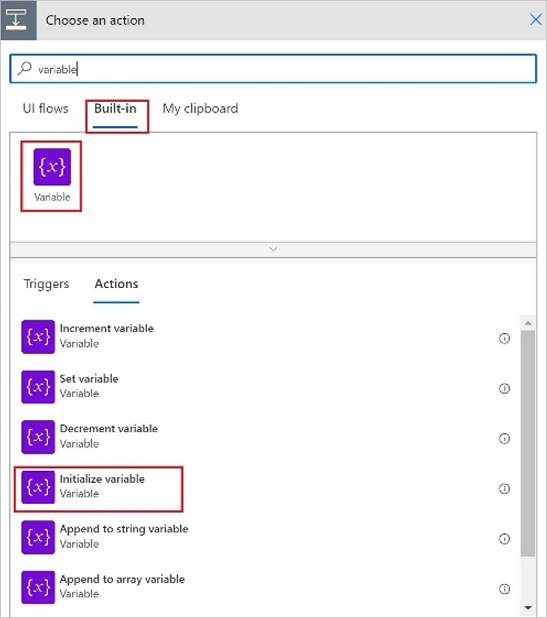 Choose an action
variable
UI flows Built-in My clipboard
{x}
Variable
Triggers Actions
{x} Increment variable
Variable
{x} Set variable
Variable
{x} Decrement variable
Variable
{x} Initialize variable
Variable
{x} Append to string variable
Variable
{x} Append to array variable
Variable